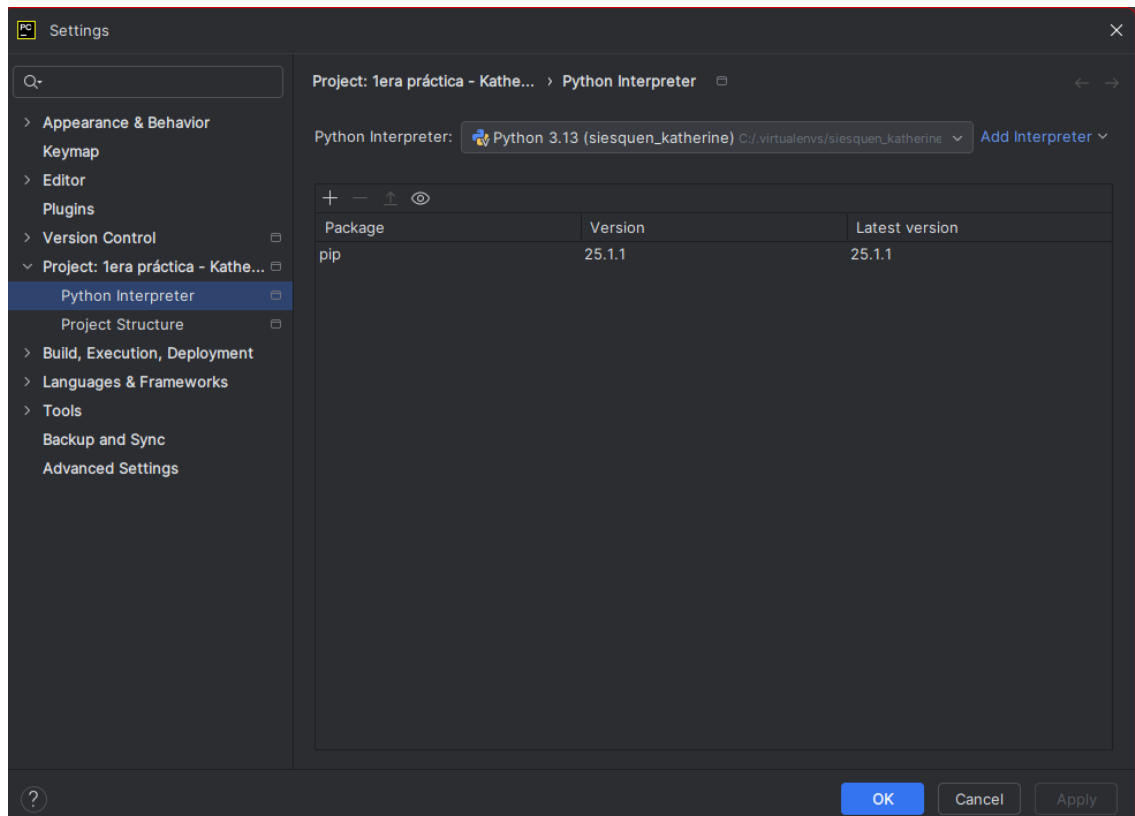 PC
Settings
Project: 1era práctica - Kathe... › Python Interpreter
Appearance & Behavior
Keymap
Editor
Plugins
Version Control
Project: 1era práctica - Kathe...
Python Interpreter
Project Structure
Build, Execution, Deployment
Languages & Frameworks
Tools
Backup and Sync
Advanced Settings
Python Interpreter: Python 3.13 (siesquen_katherine) C:/.virtualenvs/siesquen_katherine Add Interpreter
Package Version Latest version
pip 25.1.1 25.1.1
? OK Cancel Apply